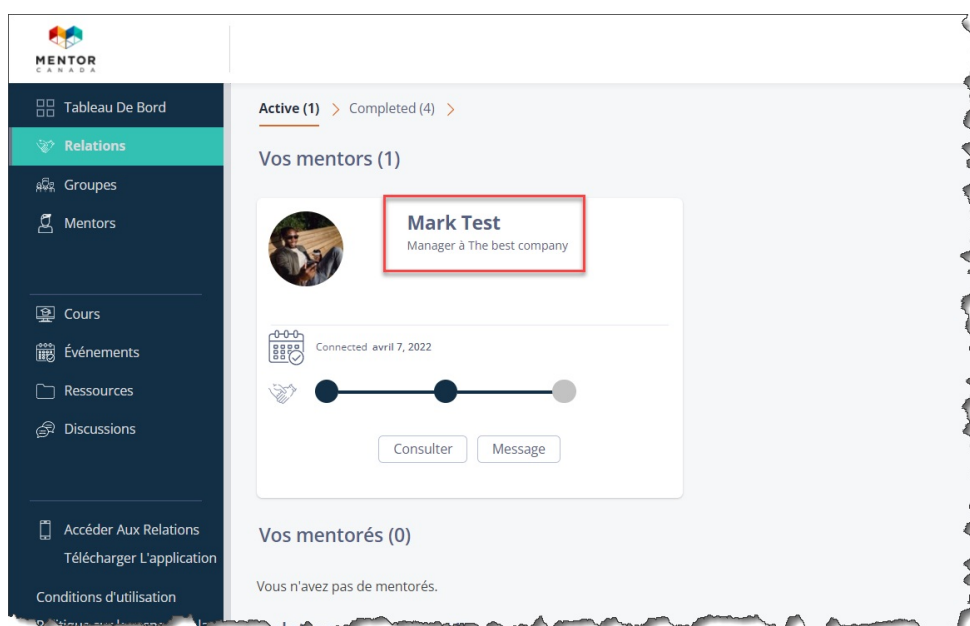 MENTOR
CANADA
Tableau De Bord
Relations
Groupes
Mentors
Cours
Événements
Ressources
Discussions
Accéder Aux Relations
Télécharger L'application
Conditions d'utilisation
Active (1) > Completed (4) >
Vos mentors (1)
Mark Test
Manager à The best company
Connected avril 7, 2022
Consulter Message
Vos mentorés (0)
Vous n'avez pas de mentorés.